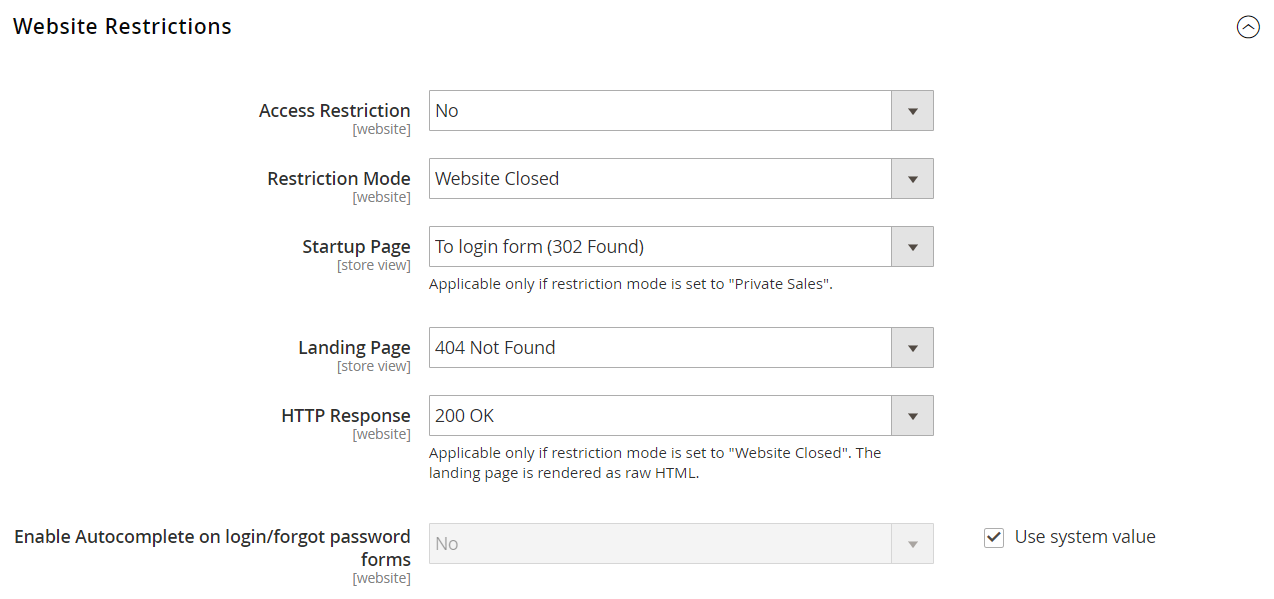 Website Restrictions
Access Restriction
[website]
No
Restriction Mode
[website]
Website Closed
Startup Page
[store view]
To login form (302 Found)
Applicable only if restriction mode is set to "Private Sales".
Landing Page
[store view]
404 Not Found
HTTP Response
[website]
200 OK
Applicable only if restriction mode is set to "Website Closed". The
landing page is rendered as raw HTML.
Enable Autocomplete on login/forgot password
forms
[website]
No
Use system value